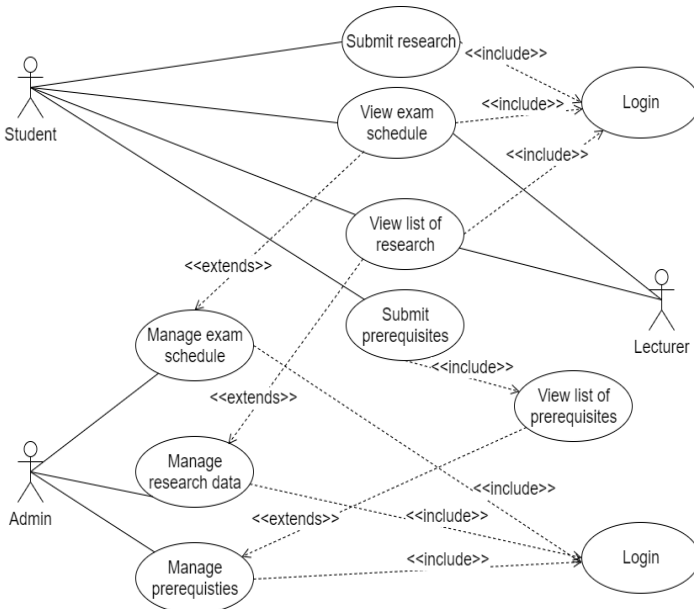 Submit research
<<include>>
Login
Student
View exam
schedule
<<include>>
<<include>>
View list of
research
<<extends>>
Manage exam
schedule
Submit
prerequisites
Lecturer
<<include>>
View list of
prerequisites
<<extends>>
Manage
research data
Admin
<<include>>
<<extends>>
<<include>>
Manage
prerequisties
<<include>>
Login